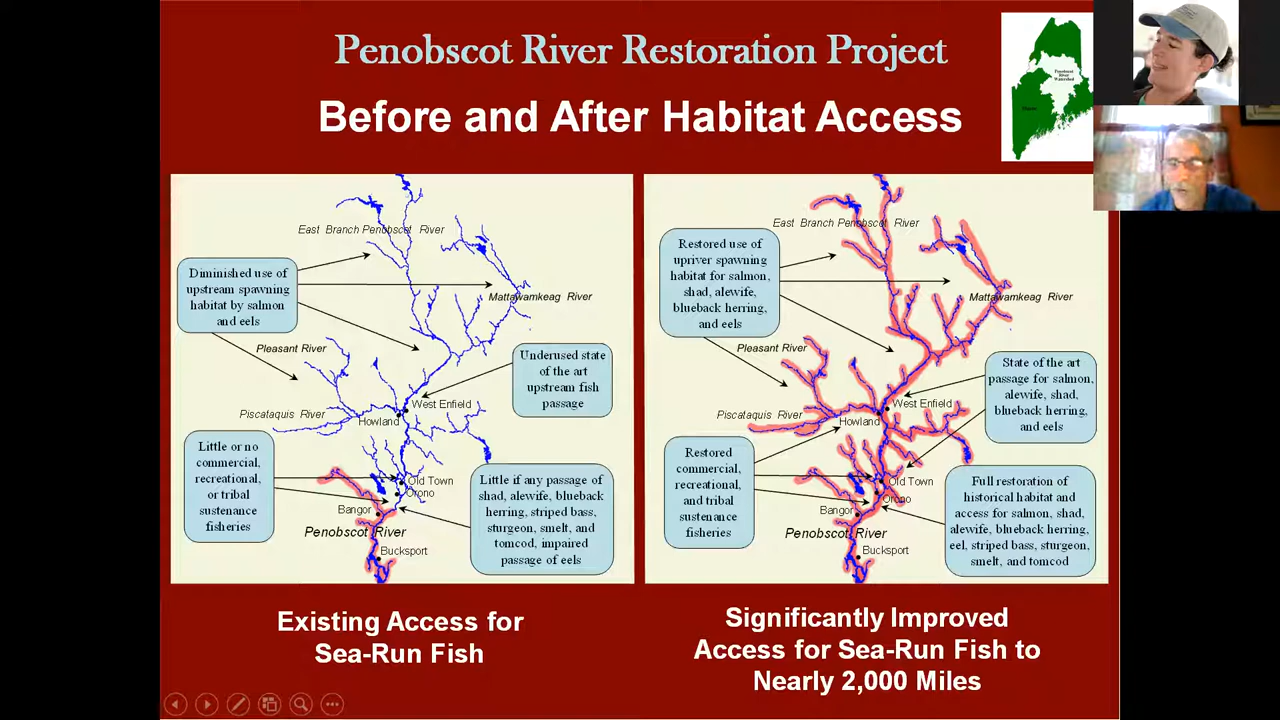 Penobscot River Restoration Project
Before and After Habitat Access
Penobscot
River
Watershed
East Branch Penobscot River
Diminished use of
upstream spawning
habitat by salmon
and eels
Mattawamkeag River
Pleasant River
Underused state
of the art
upstream fish
passage
West Enfield
Piscataquis River
Howland
Little or no
commercial,
recreational,
or tribal
sustenance
fisheries
Old Town
Orono
Bangor
Penobscot River
Bucksport
Little if any passage of
shad, alewife, blueback
herring, striped bass,
sturgeon, smelt, and
tomcod, impaired
passage of eels
Existing Access for
Sea-Run Fish
East Branch Penobscot River
Restored use of
upriver spawning
habitat for salmon,
shad, alewife,
blueback herring,
and eels
Mattawamkeag River
Pleasant River
State of the art
passage for salmon,
alewife, shad,
blueback herring,
and eels
West Enfield
Piscataquis River
Howland
Restored
commercial,
recreational,
and tribal
sustenance
fisheries
Old Town
Orono
Bangor
Penobscot River
Bucksport
Full restoration of
historical habitat and
access for salmon, shad,
alewife, blueback herring,
eel, striped bass, sturgeon,
smelt, and tomcod
Significantly Improved
Access for Sea-Run Fish to
Nearly 2,000 Miles